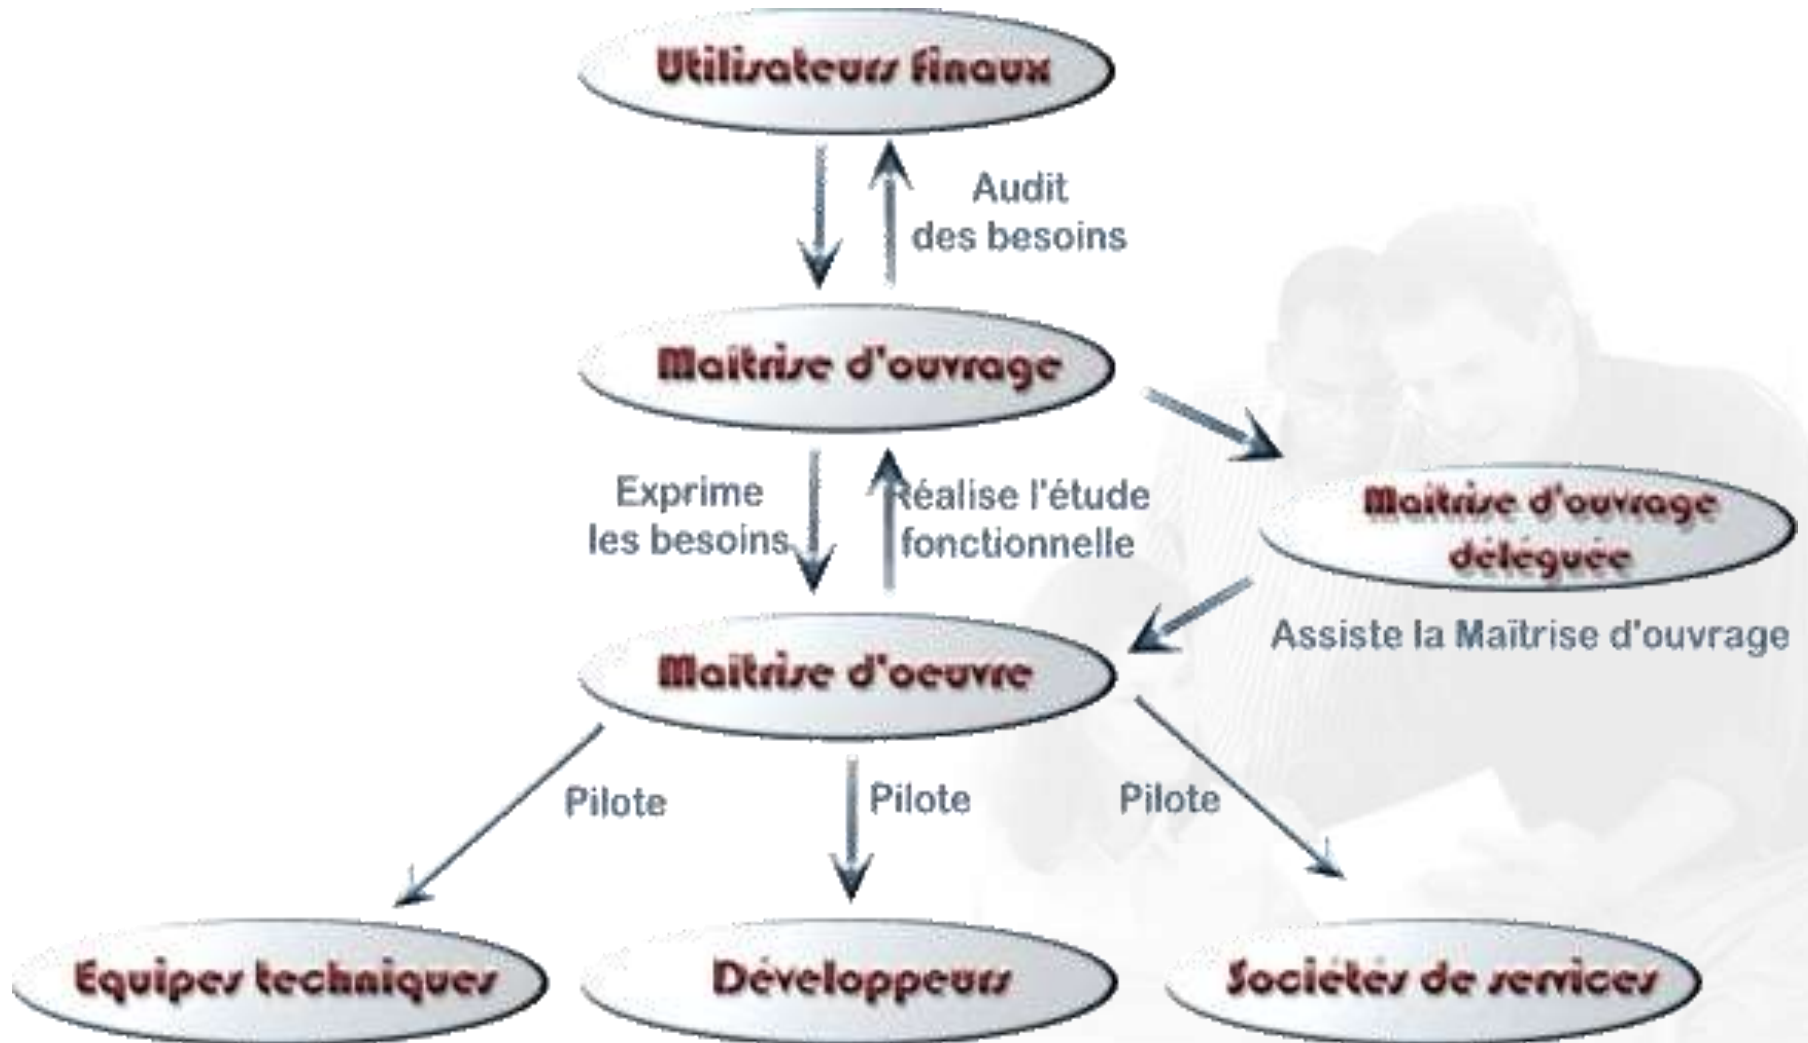 Utilisateurs finaux
Audit
des besoins
Maîtrise d'ouvrage
Exprime
les besoins
Réalise l'étude
fonctionnelle
Maîtrise d'ouvrage
déléguée
Assiste la Maîtrise d'ouvrage
Maîtrise d'oeuvre
Pilote
Pilote
Pilote
Equipes techniques
Développeurs
Sociétés de services